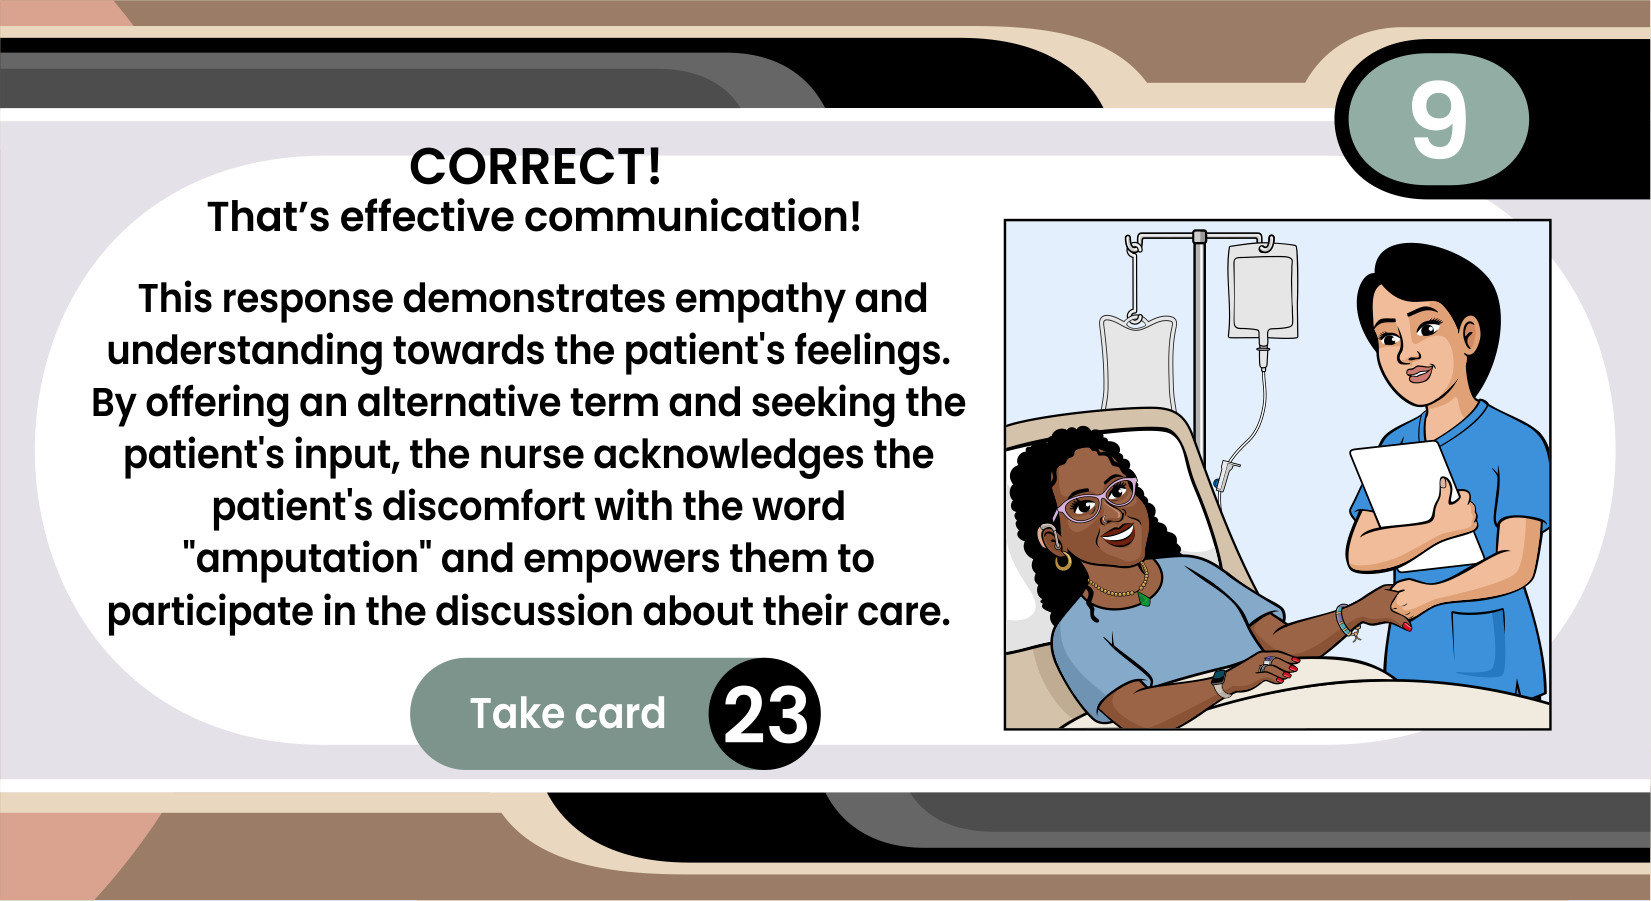 9
CORRECT!
That’s effective communication!
This response demonstrates empathy and
understanding towards the patient's feelings.
By offering an alternative term and seeking the
patient's input, the nurse acknowledges the
patient's discomfort with the word
"amputation" and empowers them to
participate in the discussion about their care.
Take card 23